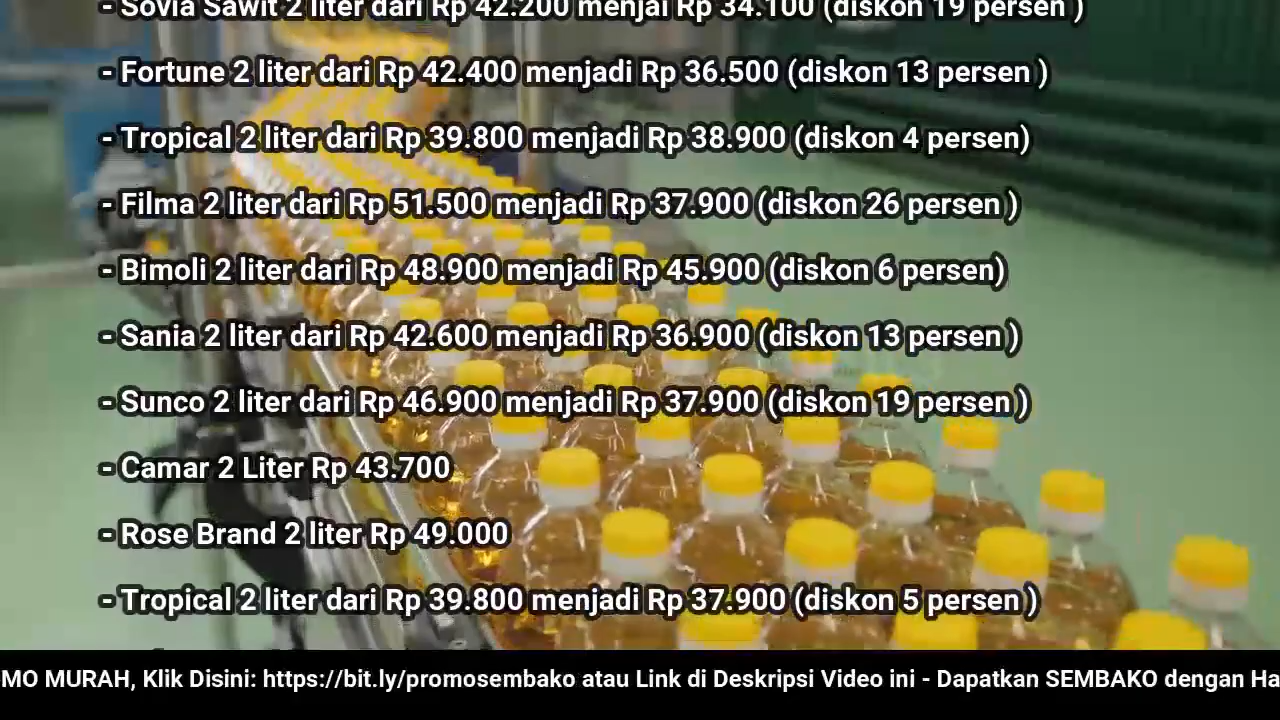 - Sovia Sawit 2 liter dari Rp 42.200 menjai Rp 34.100 (diskon 19 persen )
- Fortune 2 liter dari Rp 42.400 menjadi Rp 36.500 (diskon 13 persen )
- Tropical 2 liter dari Rp 39.800 menjadi Rp 38.900 (diskon 4 persen)
- Filma 2 liter dari Rp 51.500 menjadi Rp 37.900 (diskon 26 persen )
- Bimoli 2 liter dari Rp 48.900 menjadi Rp 45.900 (diskon 6 persen)
- Sania 2 liter dari Rp 42.600 menjadi Rp 36.900 (diskon 13 persen )
- Sunco 2 liter dari Rp 46.900 menjadi Rp 37.900 (diskon 19 persen )
- Camar 2 Liter Rp 43.700
- Rose Brand 2 liter Rp 49.000
- Tropical 2 liter dari Rp 39.800 menjadi Rp 37.900 (diskon 5 persen )
MO MURAH, Klik Disini: https://bit.ly/promosembako atau Link di Deskripsi Video ini - Dapatkan SEMBAKO dengan Ha